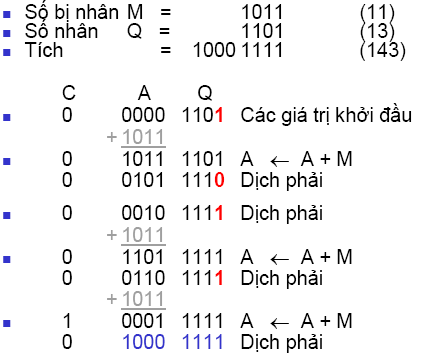 Số bị nhân M = 1011 (11)
Số nhân Q = 1101 (13)
Tích = 1000 1111 (143)
C A Q
0 0000 1101 Các giá trị khởi đầu
+ 1011
0 1011 1101 A ← A + M
0 0101 1110 Dịch phải
0 0010 1111 Dịch phải
+ 1011
0 1101 1111 A ← A + M
0 0110 1111 Dịch phải
+ 1011
1 0001 1111 A ← A + M
0 1000 1111 Dịch phải